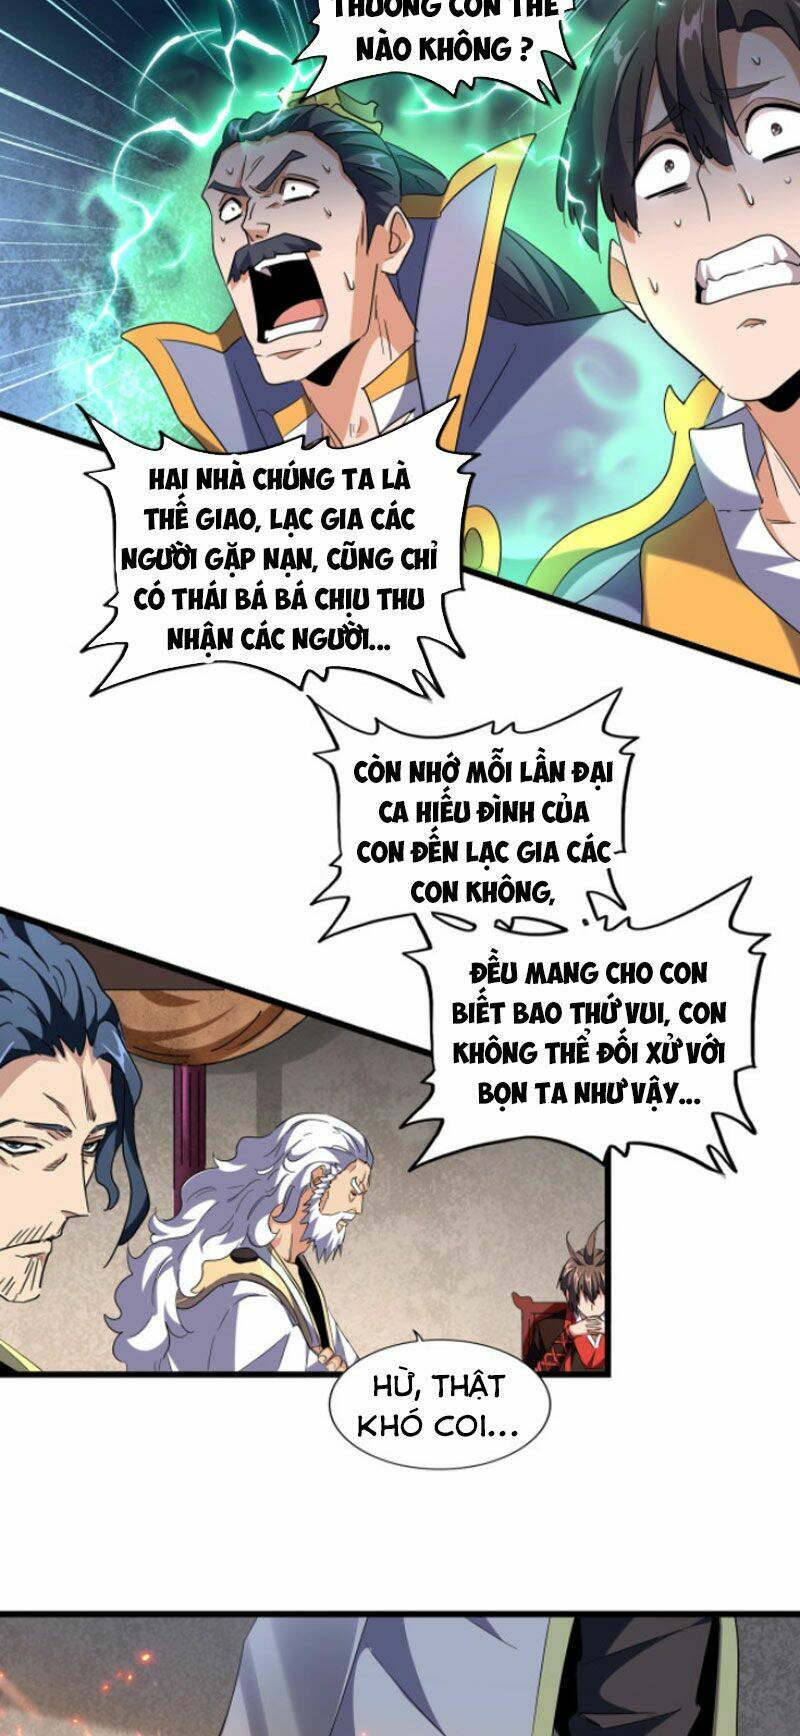 THƯƠNG CON THẾ
NÀO KHÔNG ?
HAI NHÀ CHÚNG TA LÀ
THẾ GIAO, LẠC GIA CÁC
NGƯỜI GẶP NẠN, CŨNG CHỈ
CÓ THÁI BÁ BÁ CHỊU THU
NHẬN CÁC NGƯỜI...
CÒN NHỚ MỖI LẦN ĐẠI
CA HIẾU ĐÌNH CỦA
CON ĐẾN LẠC GIA CÁC
CON KHÔNG,
ĐỀU MANG CHO CON
BIẾT BAO THỨ VUI, CON
KHÔNG THỂ ĐỐI XỬ VỚI
BỌN TA NHƯ VẬY...
HỪ, THẬT
KHÓ COI...